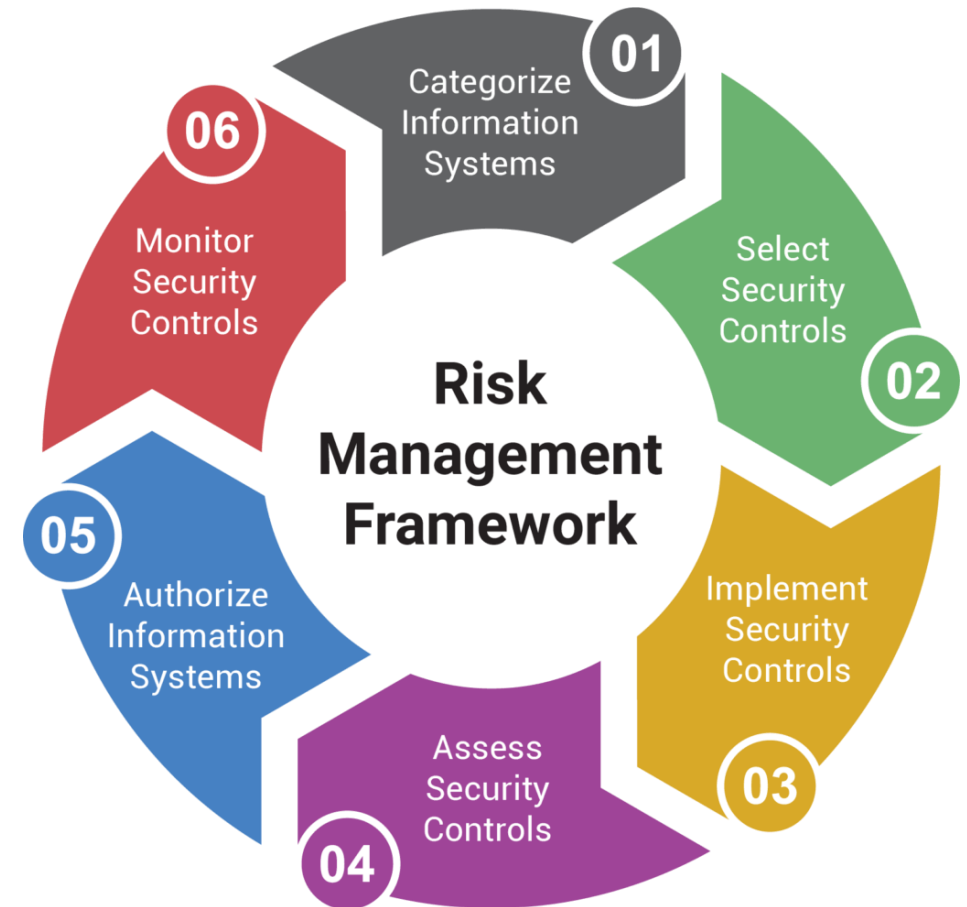 Risk
Management
Framework
01
Categorize
Information
Systems
02
Select
Security
Controls
03
Implement
Security
Controls
04
Assess
Security
Controls
05
Authorize
Information
Systems
06
Monitor
Security
Controls